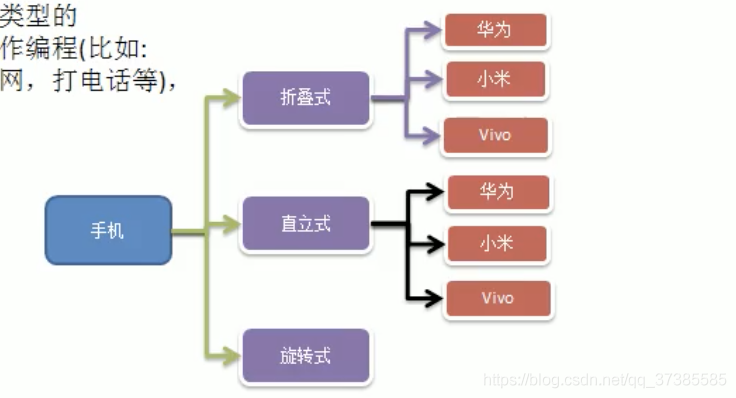 类型的
作编程(比如:
网，打电话等)，
手机
折叠式
华为
小米
Vivo
直立式
华为
小米
Vivo
旋转式
https://blog.csdn.net/qq_37385585